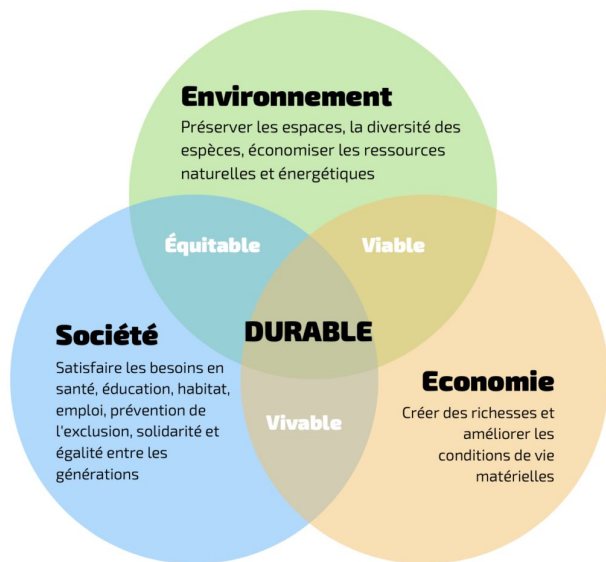 Environnement
Préserver les espaces, la diversité des
espèces, économiser les ressources
naturelles et énergétiques
Équitable
Viable
DURABLE
Société
Satisfaire les besoins en
santé, éducation, habitat,
emploi, prévention de
l'exclusion, solidarité et
égalité entre les
générations
Economie
Créer des richesses et
améliorer les
conditions de vie
matérielles
Vivable